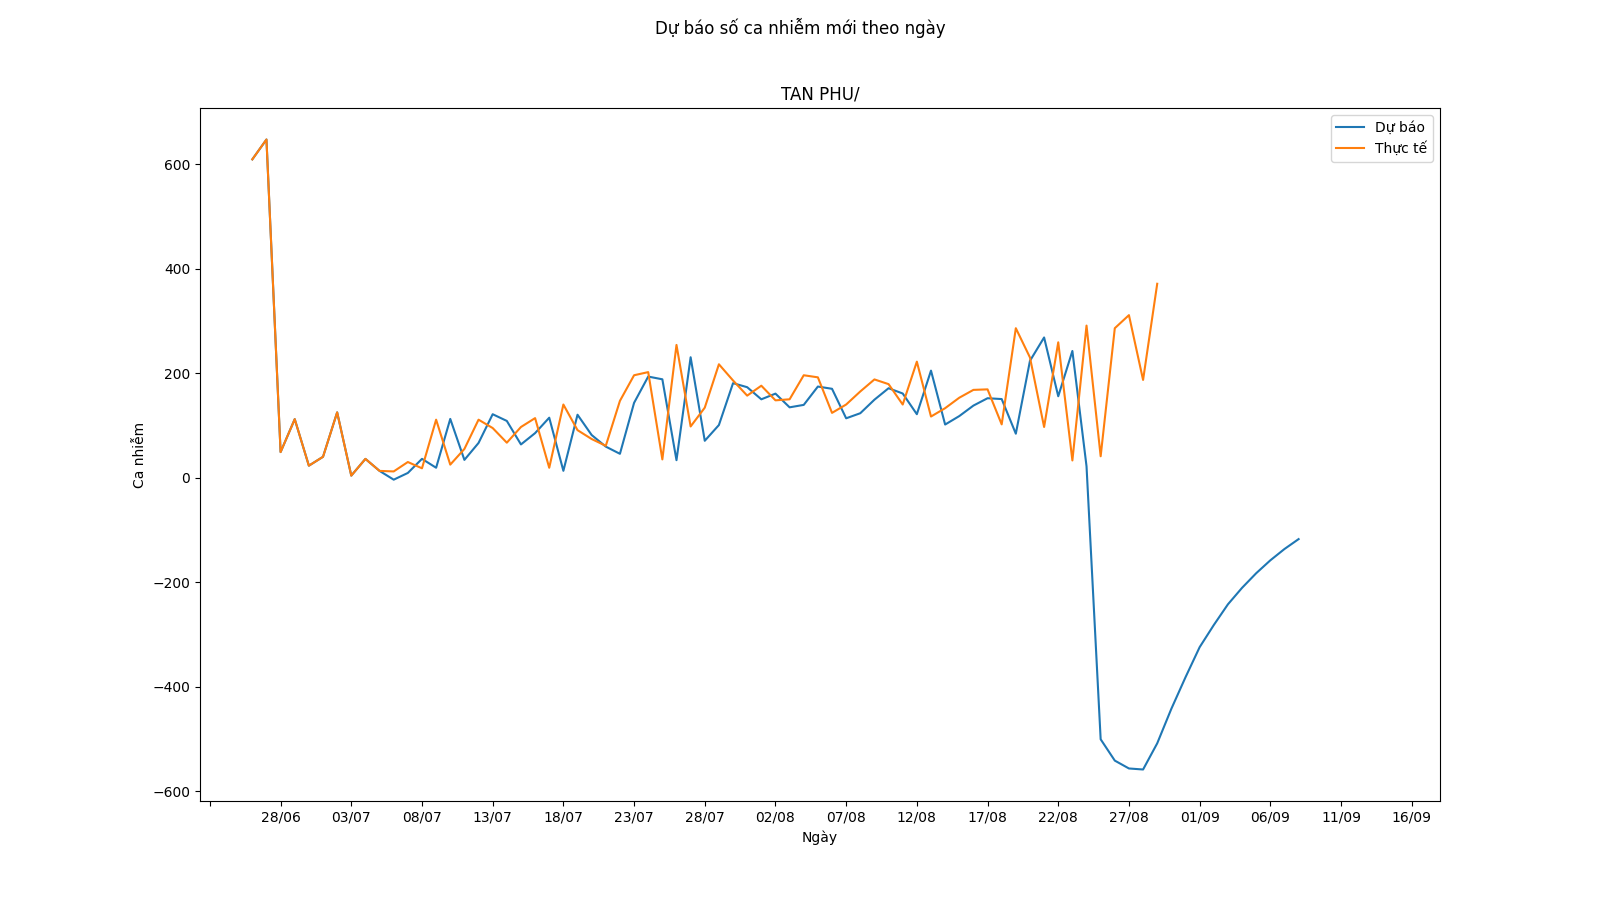 Dự báo số ca nhiễm mới theo ngày
TAN PHU/
Dự báo
Thực tế
600
400
200
0
−200
−400
−600
Ca nhiễm
28/06 03/07 08/07 13/07 18/07 23/07 28/07 02/08 07/08 12/08 17/08 22/08 27/08 01/09 06/09 11/09 16/09
Ngày